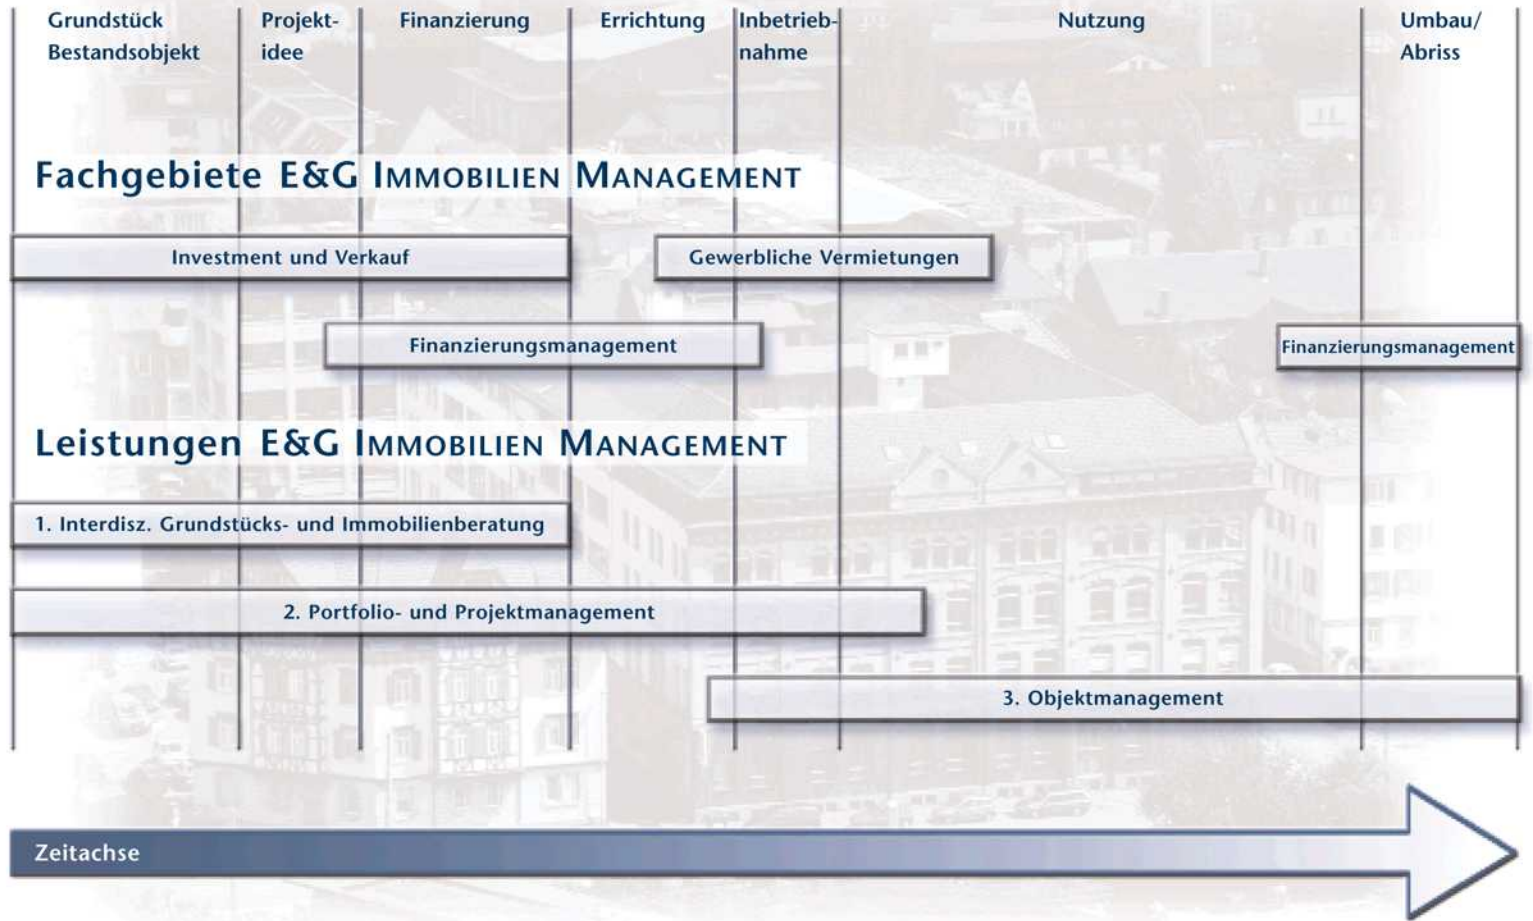 Grundstück
Bestandsobjekt
Projekt-
idee
Finanzierung
Errichtung
Inbetrieb-
nahme
Nutzung
Umbau/
Abriss
Fachgebiete E&G IMMOBILIEN MANAGEMENT
Investment und Verkauf
Gewerbliche Vermietungen
Finanzierungsmanagement
Finanzierungsmanagement
Leistungen E&G IMMOBILIEN MANAGEMENT
1. Interdisz. Grundstücks- und Immobilienberatung
2. Portfolio- und Projektmanagement
3. Objektmanagement
Zeitachse